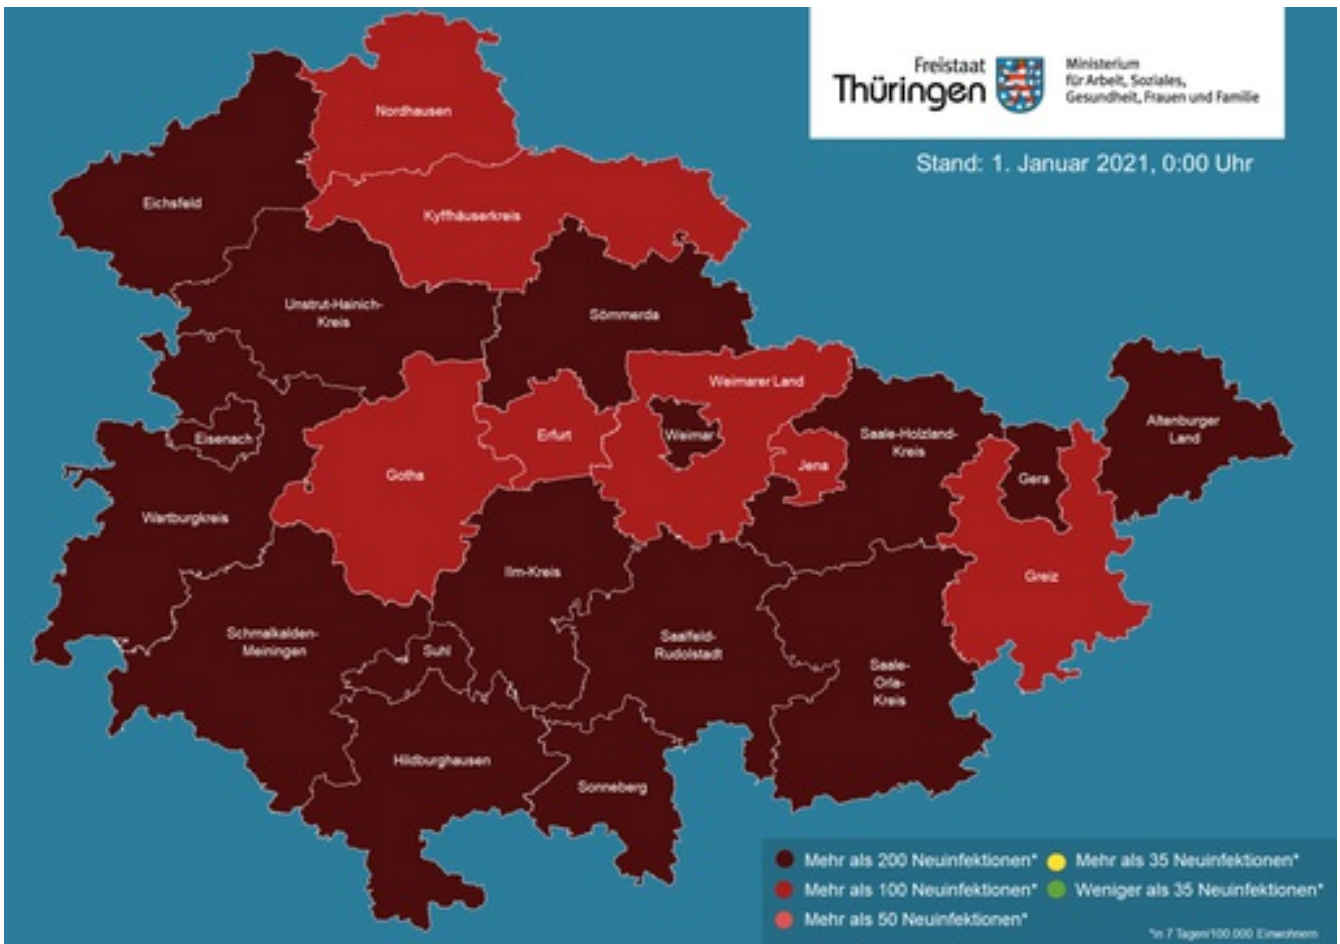 Freistaat
Thüringen
Ministerium
für Arbeit, Soziales,
Gesundheit, Frauen und Familie
Stand: 1. Januar 2021, 0:00 Uhr
Nordhausen
Eichsfeld
Kyffhäuserkreis
Unstrut-Hainich-
Kreis
Sömmerda
Weimarer Land
Altenburger
Land
Eisenach
Erfurt
Weimar
Saale-Holzland-
Kreis
Jena
Gotha
Gera
Wartburgkreis
Ilm-Kreis
Greiz
Schmalkalden-
Meiningen
Suhl
Saalfeld-
Rudolstadt
Saale-
Orla-
Kreis
Hildburghausen
Sonneberg
Mehr als 200 Neuinfektionen*
Mehr als 100 Neuinfektionen*
Mehr als 50 Neuinfektionen*
Mehr als 35 Neuinfektionen*
Weniger als 35 Neuinfektionen*
*in 7 Tagen/100.000 Einwohnern